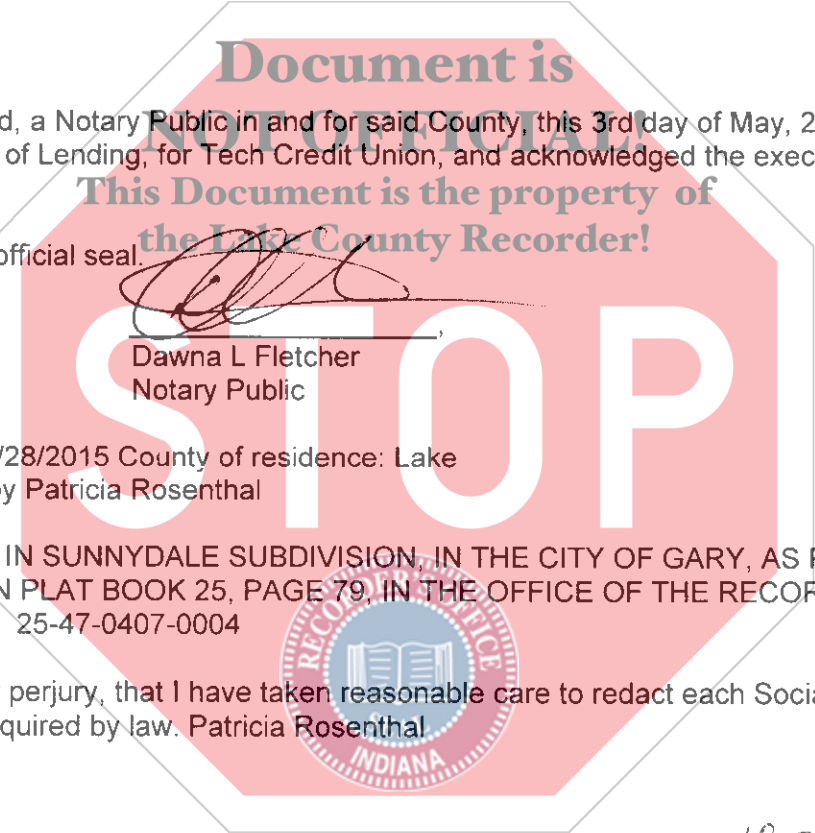 Document is
NOT OFFICIAL!
d, a Notary Public in and for said County, this 3rd day of May, 2
of Lending, for Tech Credit Union, and acknowledged the exec
This Document is the property of
the Lake County Recorder!
official seal.
Dawna L Fletcher
Notary Public
STOP
/28/2015 County of residence: Lake
y Patricia Rosenthal
IN SUNNYDALE SUBDIVISION, IN THE CITY OF GARY, AS
N PLAT BOOK 25, PAGE 79, IN THE OFFICE OF THE RECOR
25-47-0407-0004
perjury, that I have taken reasonable care to redact each Socia
quired by law. Patricia Rosenthal
RECORDER'S OFFICE
SEAL
INDIANA